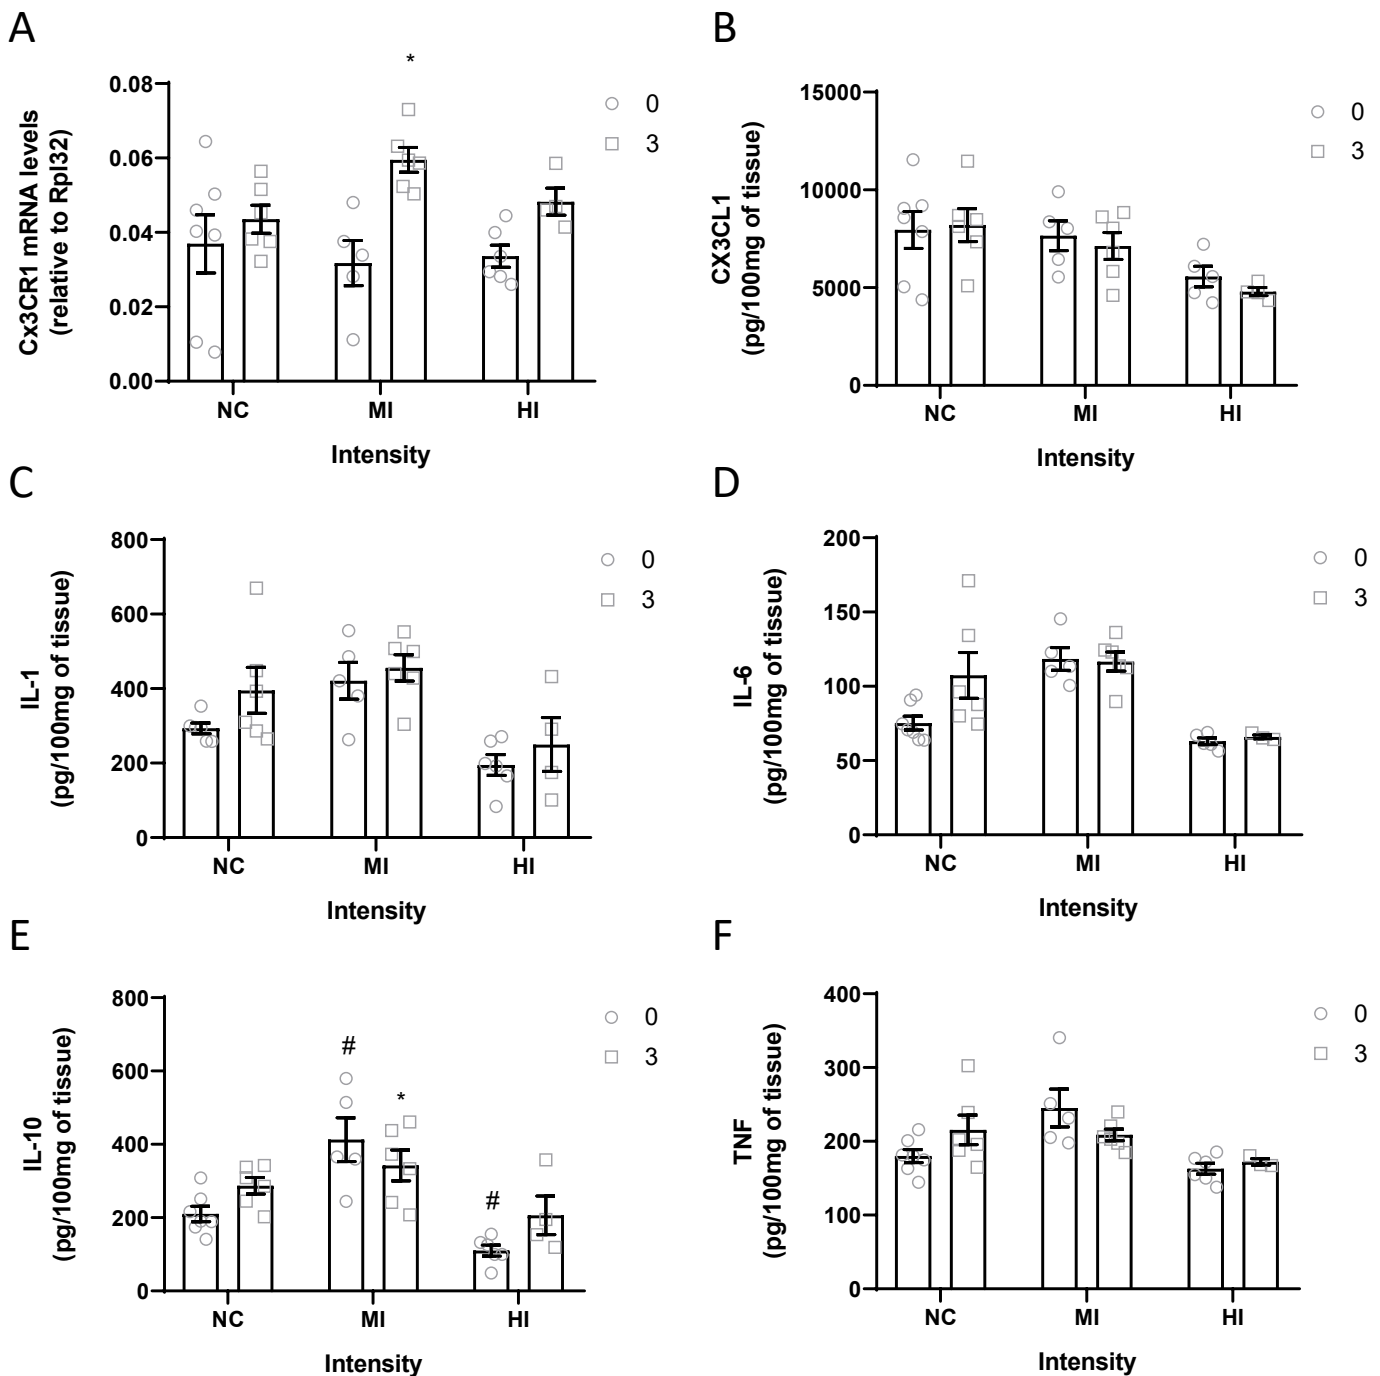 A
Cx3CR1 mRNA levels
(relative to Rpl32)
0.08
0.06
0.04
0.02
0.00
*
0
3
NC MI HI
Intensity
B
CX3CL1
(pg/100mg of tissue)
15000
10000
5000
0
0
3
NC MI HI
Intensity
C
IL-1
(pg/100mg of tissue)
800
600
400
200
0
0
3
NC MI HI
Intensity
D
IL-6
(pg/100mg of tissue)
200
150
100
50
0
0
3
NC MI HI
Intensity
E
IL-10
(pg/100mg of tissue)
800
600
400
200
0
#
*
#
0
3
NC MI HI
Intensity
F
TNF
(pg/100mg of tissue)
400
300
200
100
0
0
3
NC MI HI
Intensity